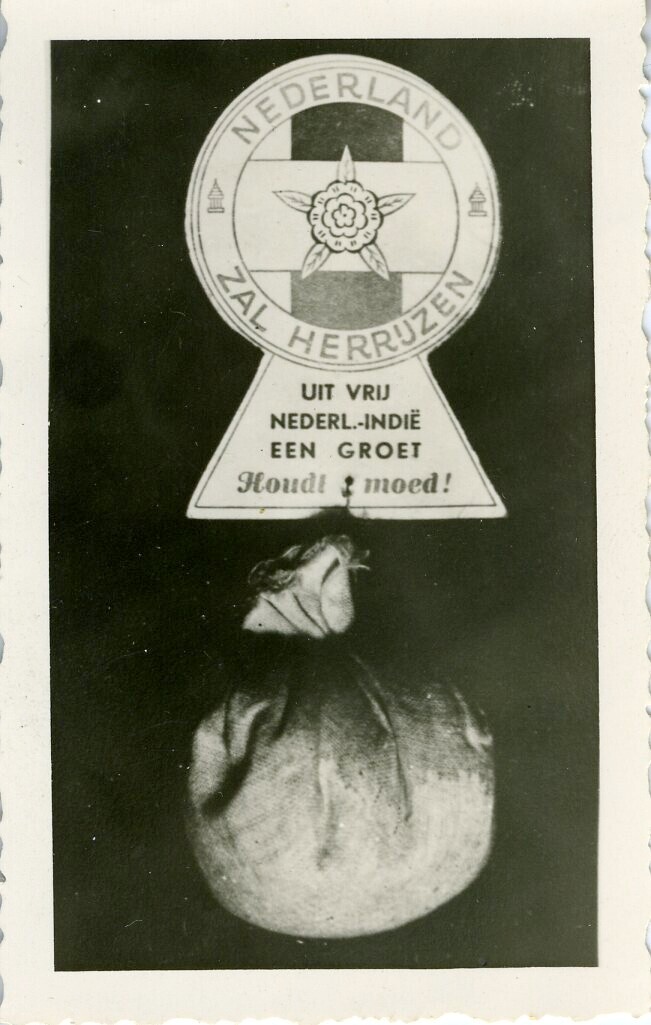 NEDERLAND
ZAL HERRIJZEN
UIT VRIJ
NEDERL.-INDIË
EEN GROET
Houdt moed!